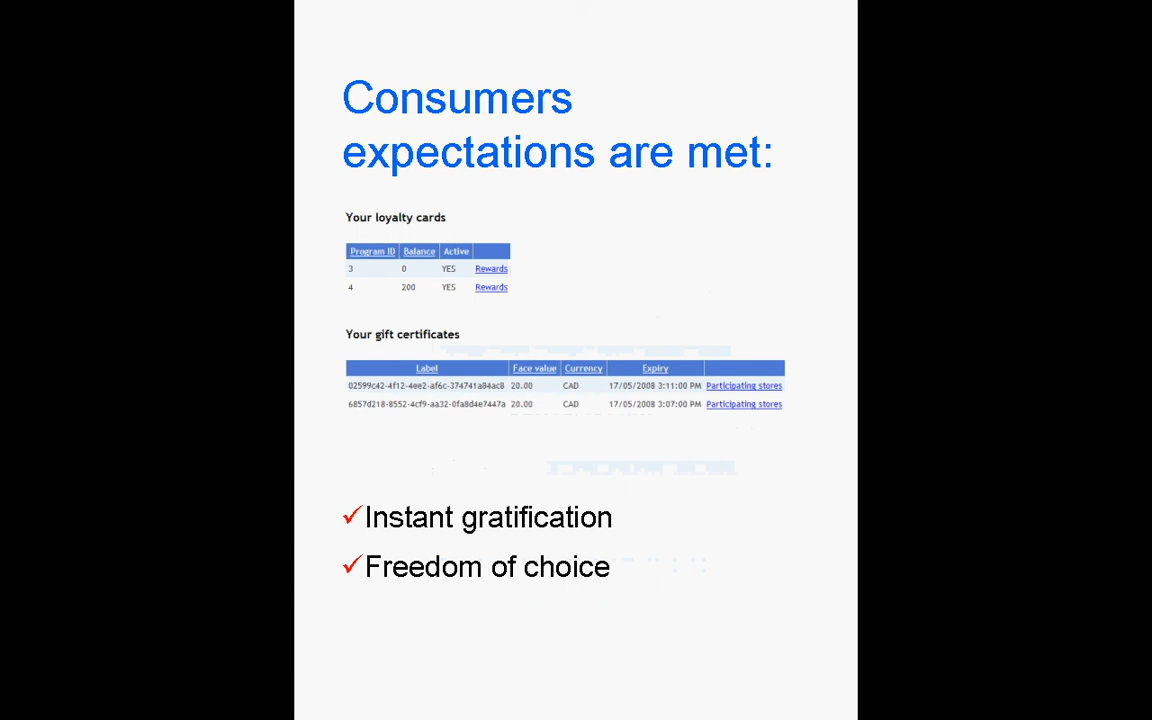 Consumers
expectations are met:
Your loyalty cards
Program ID Balance Active
3 0 YES Rewards
4 200 YES Rewards
Your gift certificates
Label Face value Currency Expiry
02599c42-4f12-4ee2-af6c-374741a84ac8 20.00 CAD 17/05/2008 3:11:00 PM Participating stores
6857d218-8552-4cf9-aa32-0fa8d4e7447a 20.00 CAD 17/05/2008 3:07:00 PM Participating stores
✓Instant gratification
✓Freedom of choice